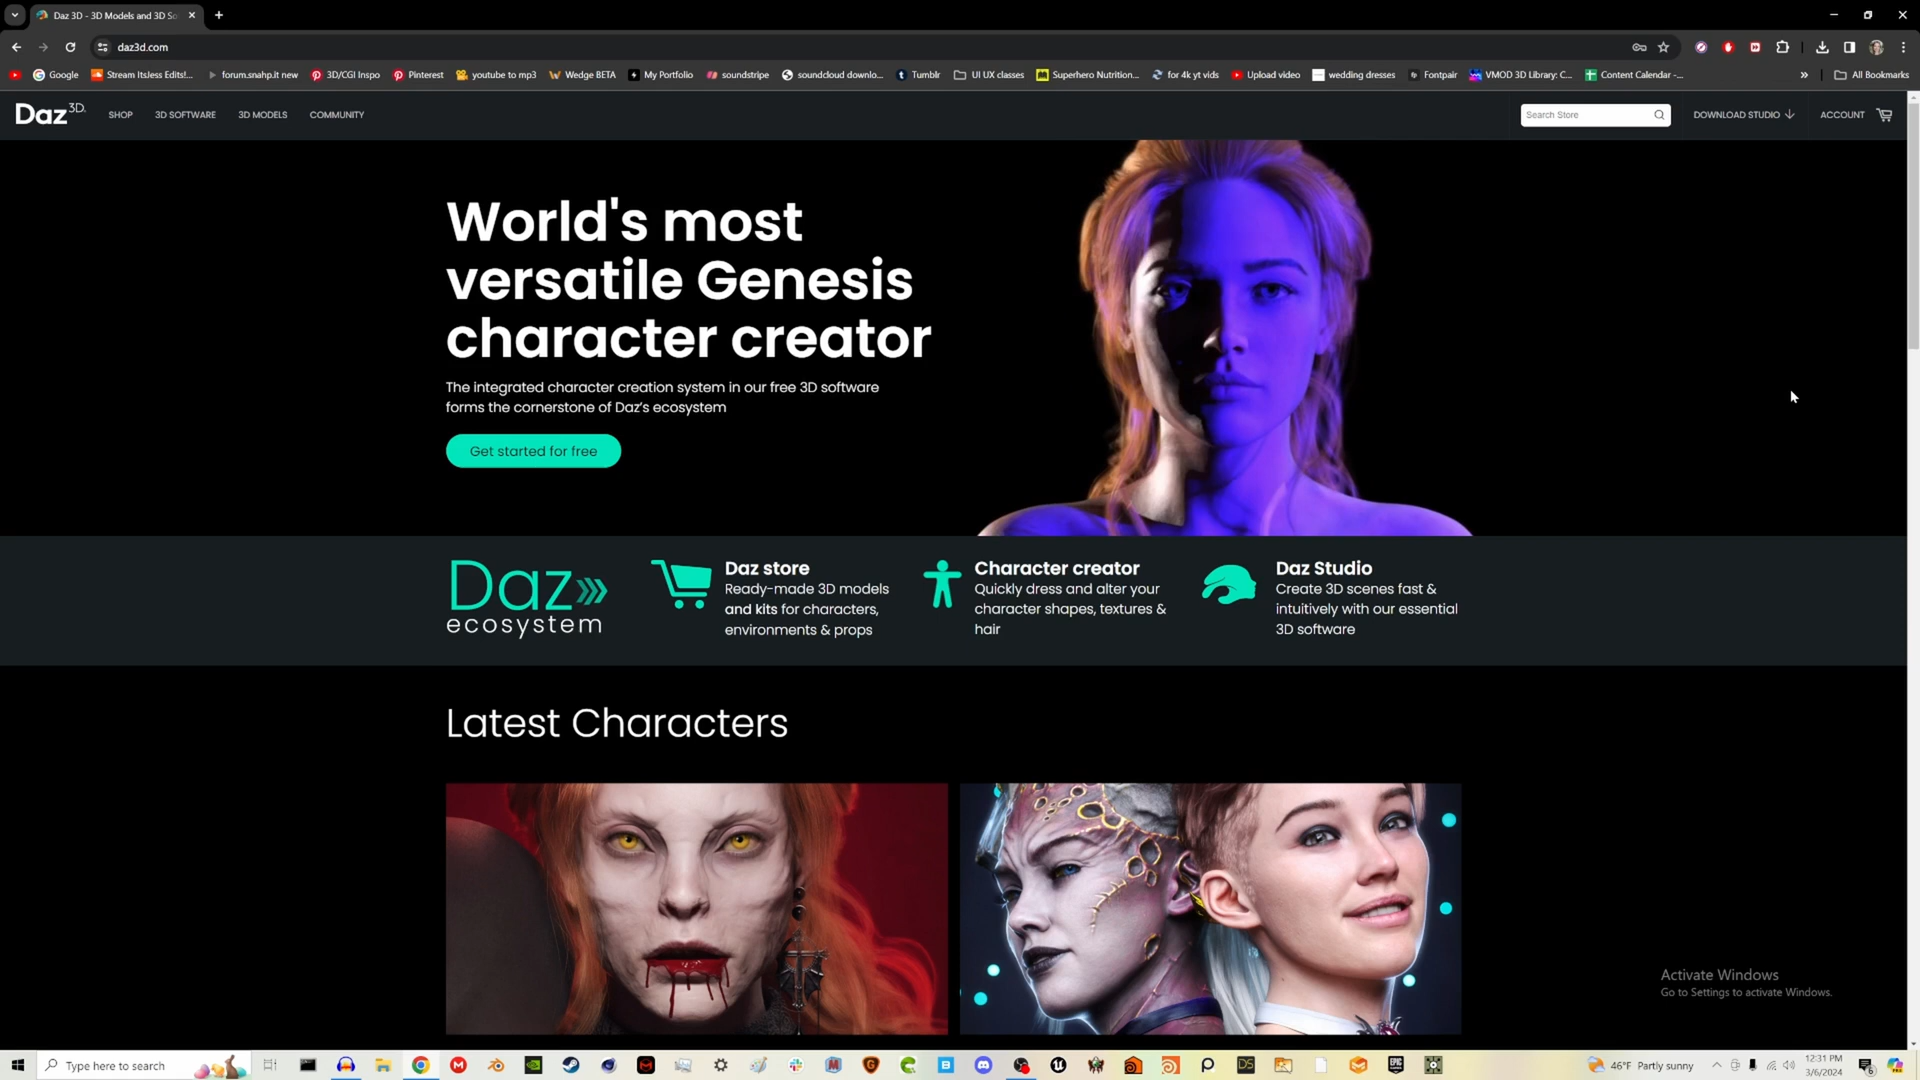 Daz 3D - 3D Models and 3D So
daz3d.com
Google
Stream ItsJess Edits!...
forum.snahp.it new
3D/CGI Inspo
Pinterest
youtube to mp3
Wedge BETA
My Portfolio
soundstripe
soundcloud downlo...
Tumblr
UI UX classes
Superhero Nutrition...
for 4k yt vids
Upload video
wedding dresses
Fontpair
VMOD 3D Library: C...
Content Calendar -...
All Bookmarks
Daz 3D.
SHOP
3D SOFTWARE
3D MODELS
COMMUNITY
Search Store
DOWNLOAD STUDIO
ACCOUNT
World's most
versatile Genesis
character creator
The integrated character creation system in our free 3D software
forms the cornerstone of Daz's ecosystem
Get started for free
Daz
ecosystem
Daz store
Ready-made 3D models
and kits for characters,
environments & props
Character creator
Quickly dress and alter your
character shapes, textures &
hair
Daz Studio
Create 3D scenes fast &
intuitively with our essential
3D software
Latest Characters
Activate Windows
Go to Settings to activate Windows.
Type here to search
46°F Partly sunny
12:31 PM
3/6/2024